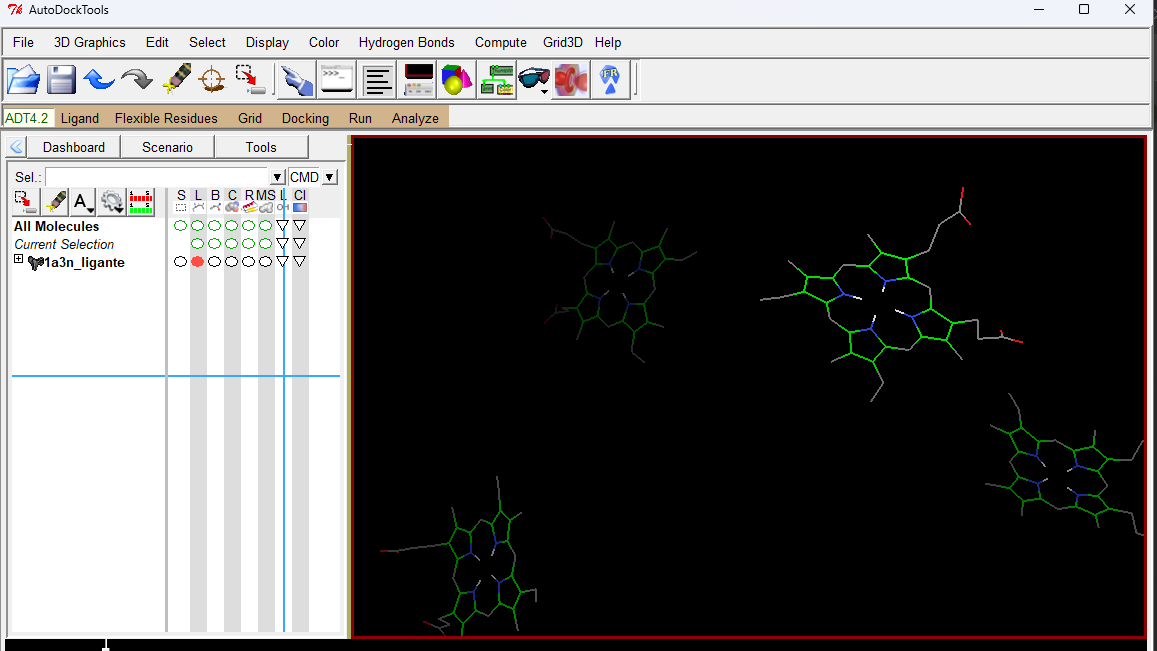 AutoDockTools
File 3D Graphics Edit Select Display Color Hydrogen Bonds Compute Grid3D Help
>>>
FR
ADT4.2 Ligand Flexible Residues Grid Docking Run Analyze
Dashboard Scenario Tools
Sel.: CMD
A
S L B C R MS L Cl
All Molecules
Current Selection
1a3n_ligante